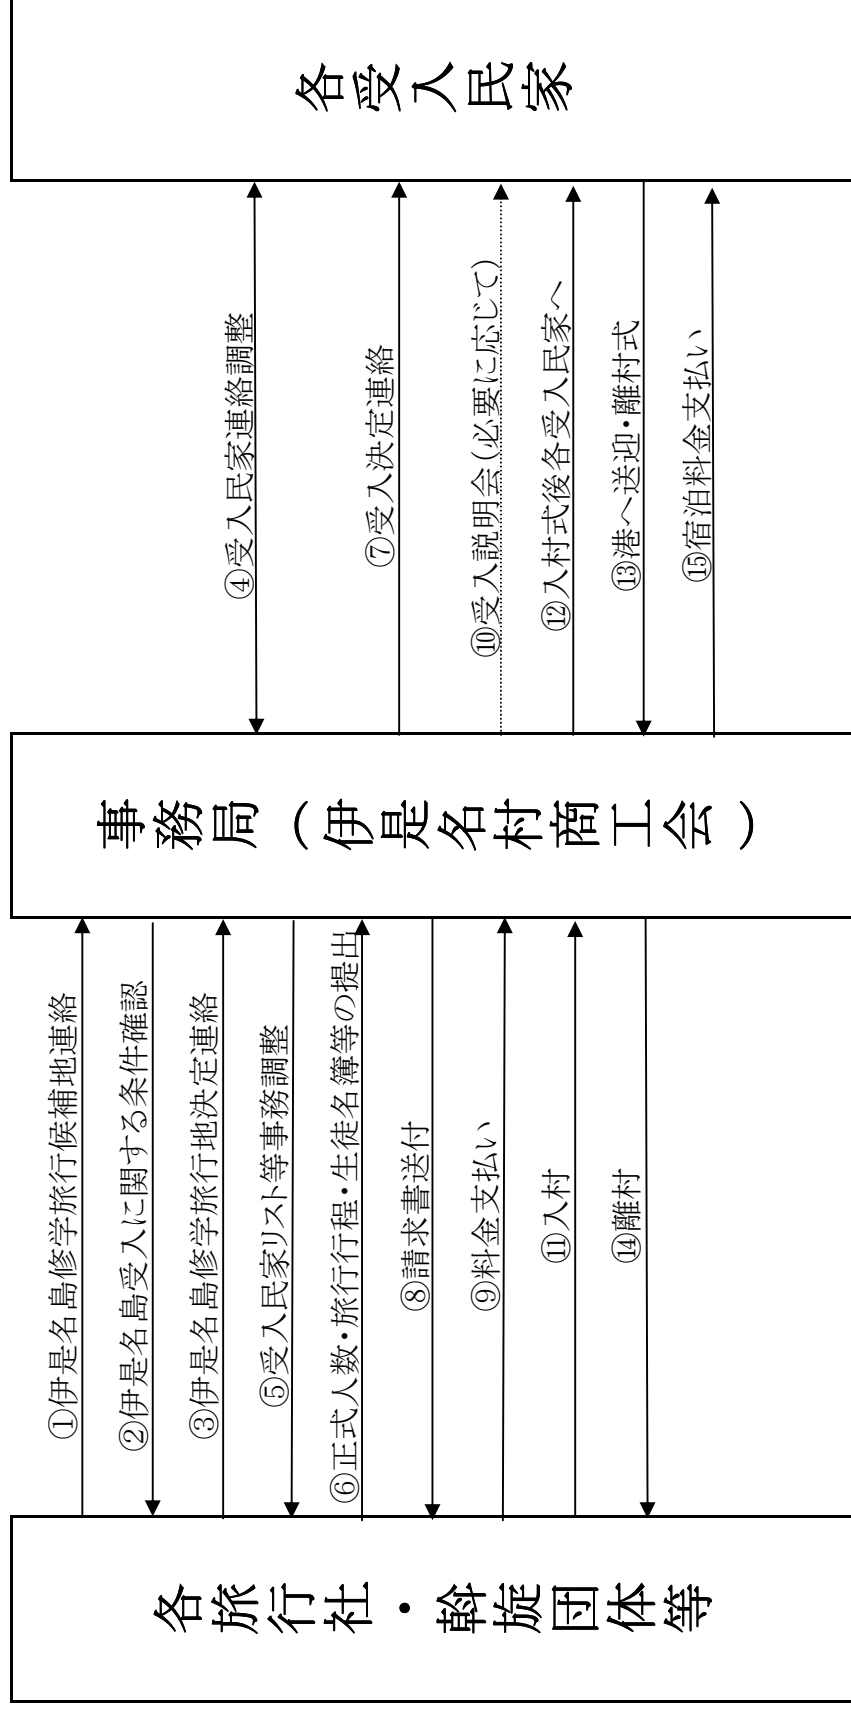 各旅行社・斡旋団体等
事務局(伊是名村商工会)
各受入民家
①伊是名島修学旅行候補地連絡
②伊是名島受入に関する条件確認
③伊是名島修学旅行地決定連絡
④受入民家連絡調整
⑤受入民家リスト等事務調整
⑥正式人数・旅行行程・生徒名簿等の提出
⑦受入決定連絡
⑧請求書送付
⑨料金支払い
⑩受入説明会(必要に応じて)
⑪入村
⑫入村式後各受入民家へ
⑬港へ送迎・離村式
⑭離村
⑮宿泊料金支払い